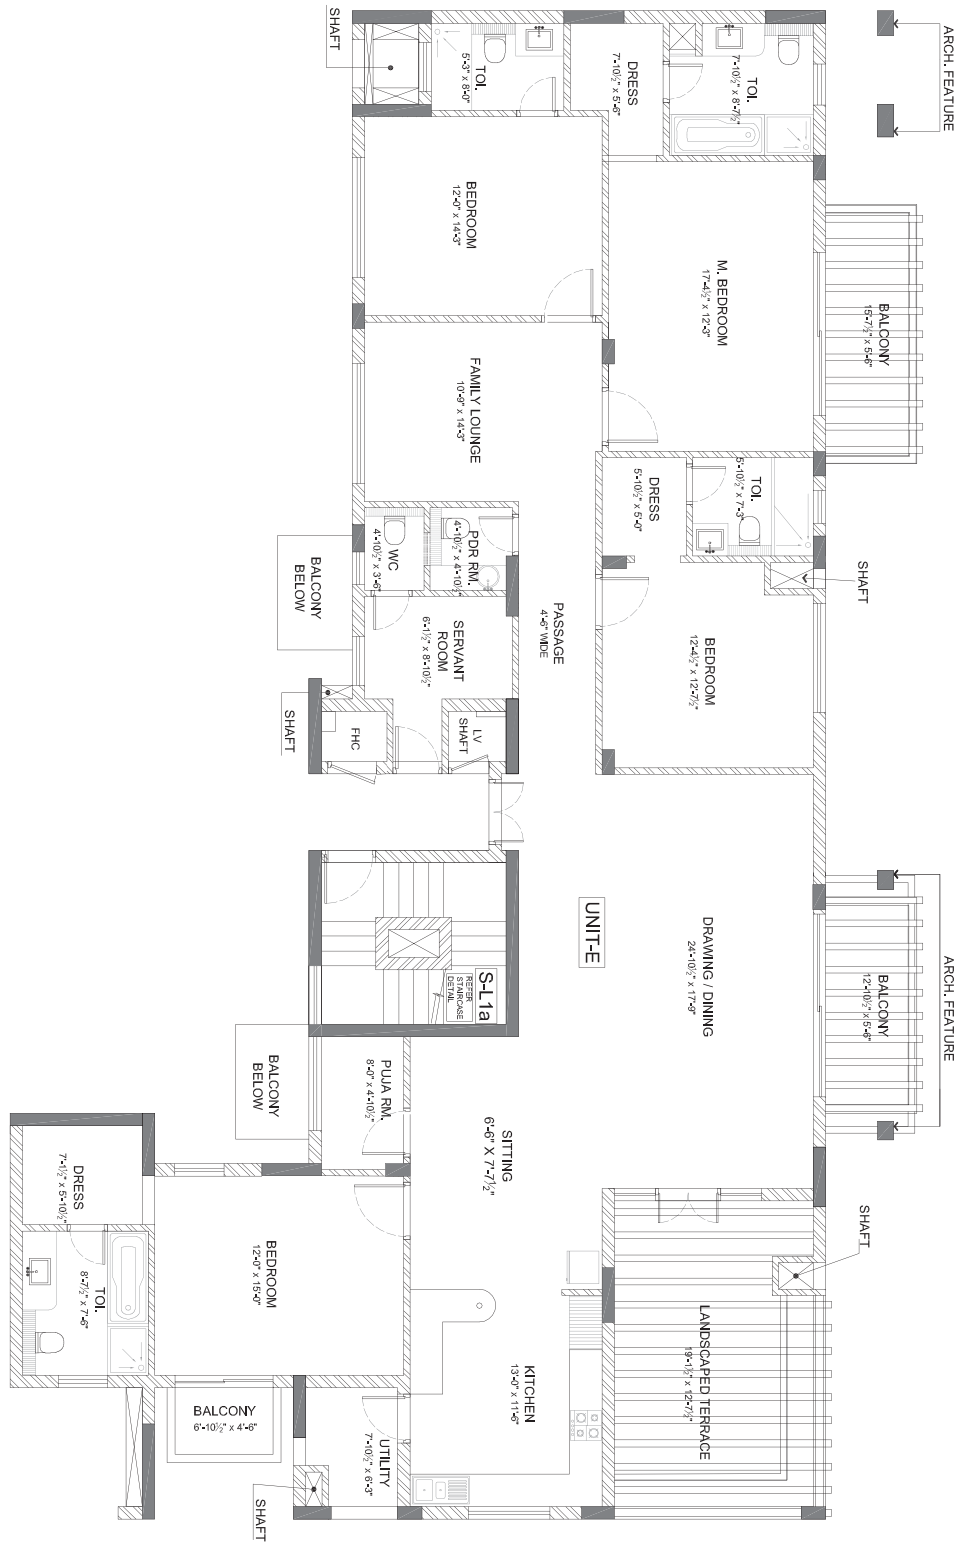 SHAFT
ARCH. FEATURE
TOI.
5'-3" x 8'-0"
DRESS
7'-10½" x 5'-6"
TOI.
7'-10½" x 8'-7½"
BEDROOM
12'-0" x 14'-3"
M. BEDROOM
17'-4½" x 12'-3"
BALCONY
15'-7½" x 5'-6"
FAMILY LOUNGE
10'-9" x 14'-3"
DRESS
5'-10½" x 5'-0"
TOI.
5'-10½" x 7'-3"
SHAFT
WC
4'-10½" x 3'-6"
PDR RM.
4'-10½" x 4'-10½"
BALCONY
BELOW
PASSAGE
4'-6" WIDE
SERVANT
ROOM
6'-1½" x 8'-10½"
BEDROOM
12'-4½" x 12'-7½"
SHAFT
FHC
LV
SHAFT
UNIT-E
DRAWING / DINING
24'-10½" x 17'-9"
BALCONY
12'-10½" x 5'-6"
ARCH. FEATURE
S-L1a
REFER
STAIRCASE
DETAIL
BALCONY
BELOW
PUJA RM.
8'-0" x 4'-10½"
SITTING
6'-6" X 7'-7½"
DRESS
7'-1½" x 5'-10½"
BEDROOM
12'-0" x 15'-0"
SHAFT
TOI.
8'-7½" x 7'-6"
LANDSCAPED TERRACE
19'-1½" x 12'-7½"
KITCHEN
13'-0" x 11'-6"
BALCONY
6'-10½" x 4'-6"
UTILITY
7'-10½" x 6'-3"
SHAFT